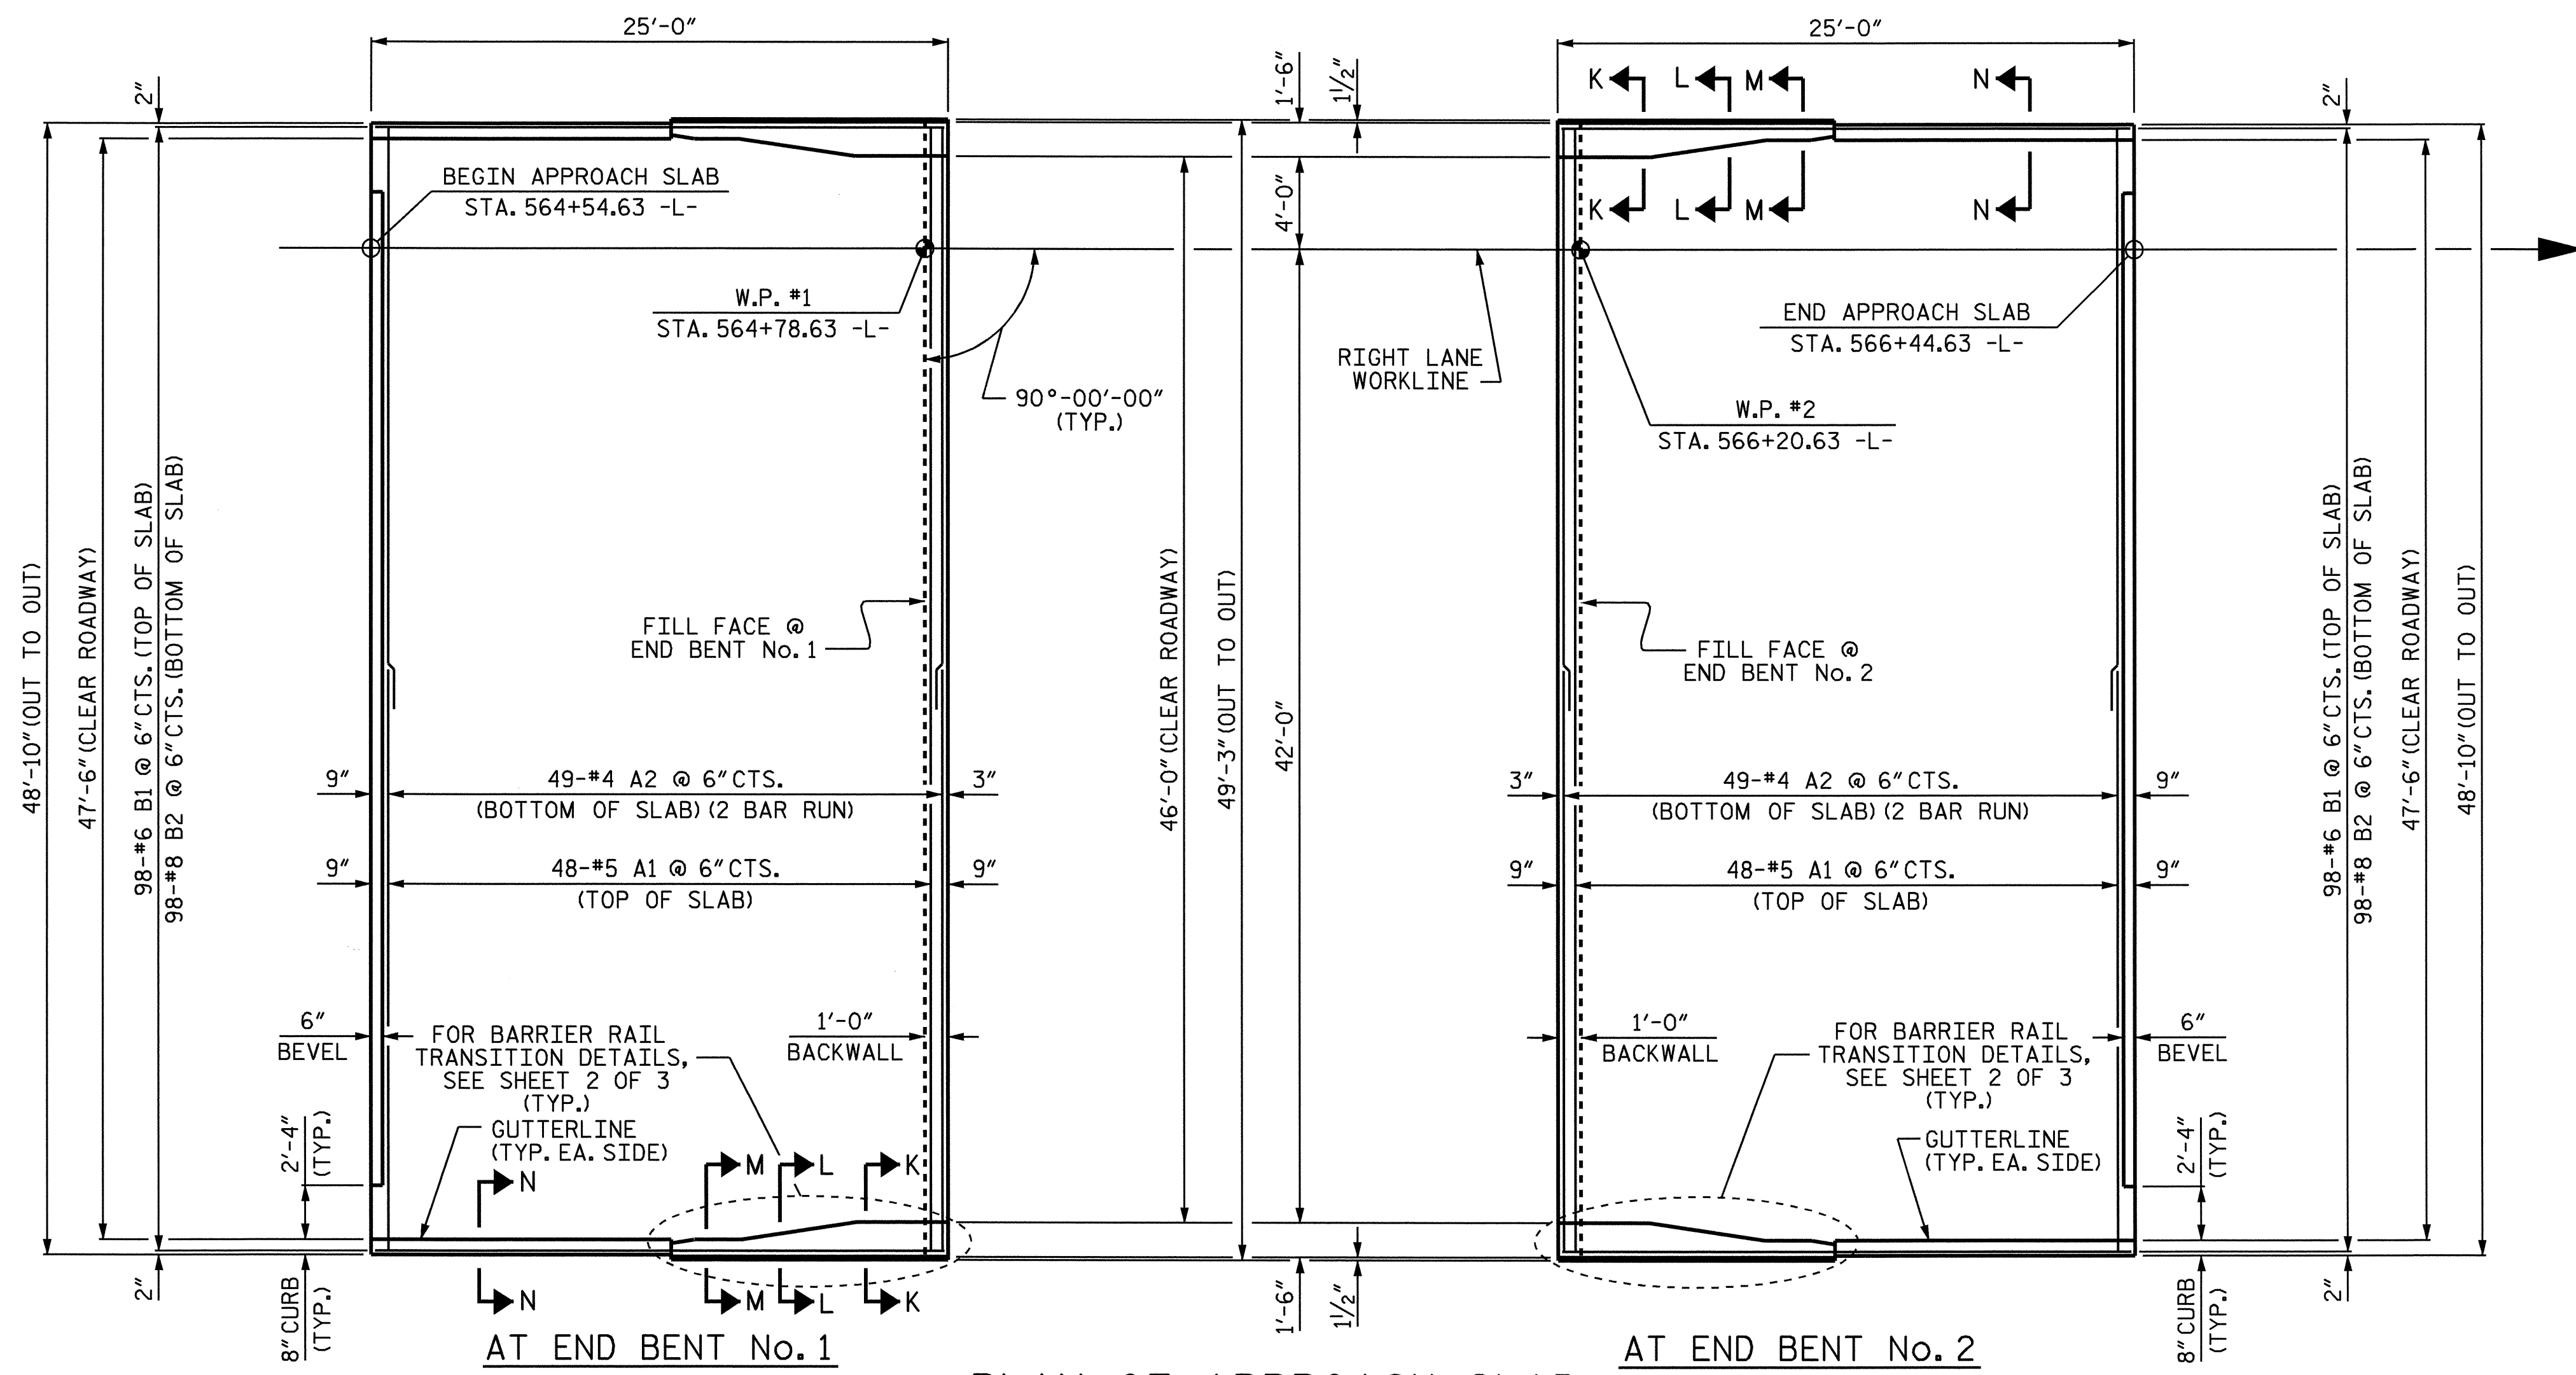 25'-0"
25'-0"
2"
1'-6"
1 1/2"
K
L
M
N
2"
BEGIN APPROACH SLAB
STA. 564+54.63 -L-
4'-0"
K
L
M
N
W.P. #1
STA. 564+78.63 -L-
END APPROACH SLAB
STA. 566+44.63 -L-
RIGHT LANE
WORKLINE
90°-00'-00"
(TYP.)
W.P. #2
STA. 566+20.63 -L-
48'-10" (OUT TO OUT)
47'-6" (CLEAR ROADWAY)
98-#6 B1 @ 6" CTS. (TOP OF SLAB)
98-#8 B2 @ 6" CTS. (BOTTOM OF SLAB)
FILL FACE @
END BENT No. 1
46'-0" (CLEAR ROADWAY)
49'-3" (OUT TO OUT)
42'-0"
FILL FACE @
END BENT No. 2
98-#6 B1 @ 6" CTS. (TOP OF SLAB)
98-#8 B2 @ 6" CTS. (BOTTOM OF SLAB)
47'-6" (CLEAR ROADWAY)
48'-10" (OUT TO OUT)
9"
49-#4 A2 @ 6" CTS.
(BOTTOM OF SLAB) (2 BAR RUN)
3"
3"
49-#4 A2 @ 6" CTS.
(BOTTOM OF SLAB) (2 BAR RUN)
9"
9"
48-#5 A1 @ 6" CTS.
(TOP OF SLAB)
9"
9"
48-#5 A1 @ 6" CTS.
(TOP OF SLAB)
9"
6"
BEVEL
FOR BARRIER RAIL
TRANSITION DETAILS,
SEE SHEET 2 OF 3
(TYP.)
1'-0"
BACKWALL
1'-0"
BACKWALL
FOR BARRIER RAIL
TRANSITION DETAILS,
SEE SHEET 2 OF 3
(TYP.)
6"
BEVEL
2'-4"
(TYP.)
GUTTERLINE
(TYP. EA. SIDE)
GUTTERLINE
(TYP. EA. SIDE)
2'-4"
(TYP.)
N
M
L
K
N
M
L
K
2"
8" CURB
(TYP.)
1'-6"
1 1/2"
8" CURB
(TYP.)
2"
AT END BENT No. 1
AT END BENT No. 2